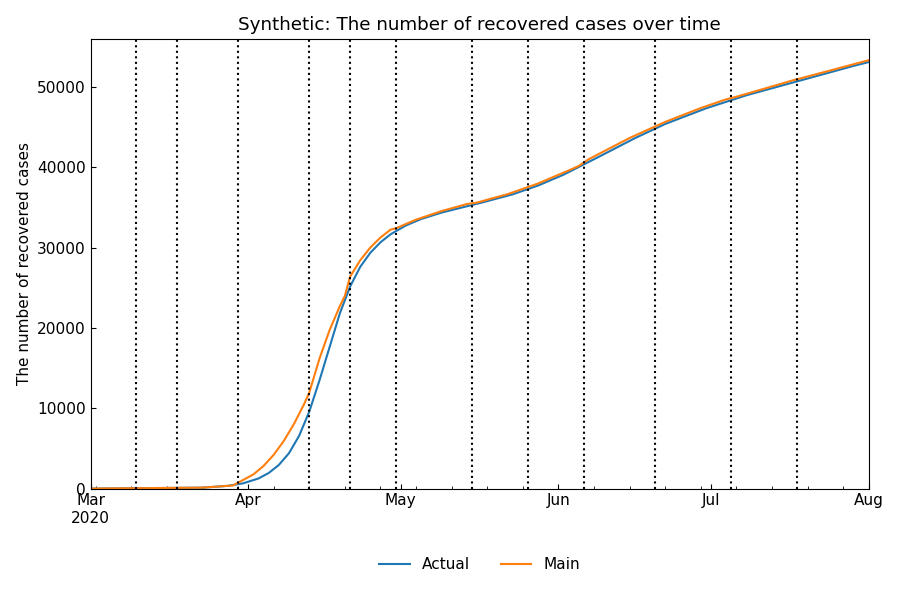 Synthetic: The number of recovered cases over time
The number of recovered cases
50000
40000
30000
20000
10000
0
Mar Apr May Jun Jul Aug
2020
Actual Main